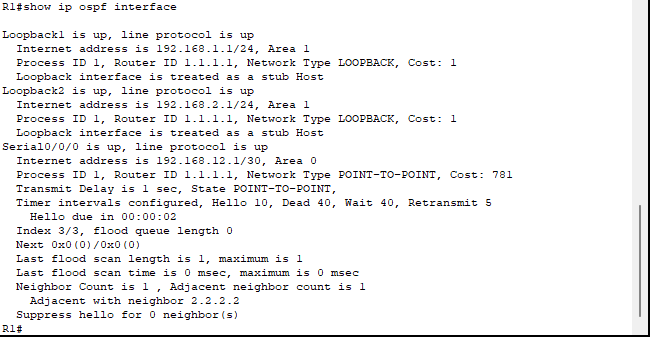 R1#show ip ospf interface
Loopback1 is up, line protocol is up
Internet address is 192.168.1.1/24, Area 1
Process ID 1, Router ID 1.1.1.1, Network Type LOOPBACK, Cost: 1
Loopback interface is treated as a stub Host
Loopback2 is up, line protocol is up
Internet address is 192.168.2.1/24, Area 1
Process ID 1, Router ID 1.1.1.1, Network Type LOOPBACK, Cost: 1
Loopback interface is treated as a stub Host
Serial0/0/0 is up, line protocol is up
Internet address is 192.168.12.1/30, Area 0
Process ID 1, Router ID 1.1.1.1, Network Type POINT-TO-POINT, Cost: 781
Transmit Delay is 1 sec, State POINT-TO-POINT,
Timer intervals configured, Hello 10, Dead 40, Wait 40, Retransmit 5
Hello due in 00:00:02
Index 3/3, flood queue length 0
Next 0x0(0)/0x0(0)
Last flood scan length is 1, maximum is 1
Last flood scan time is 0 msec, maximum is 0 msec
Neighbor Count is 1 , Adjacent neighbor count is 1
Adjacent with neighbor 2.2.2.2
Suppress hello for 0 neighbor(s)
R1#